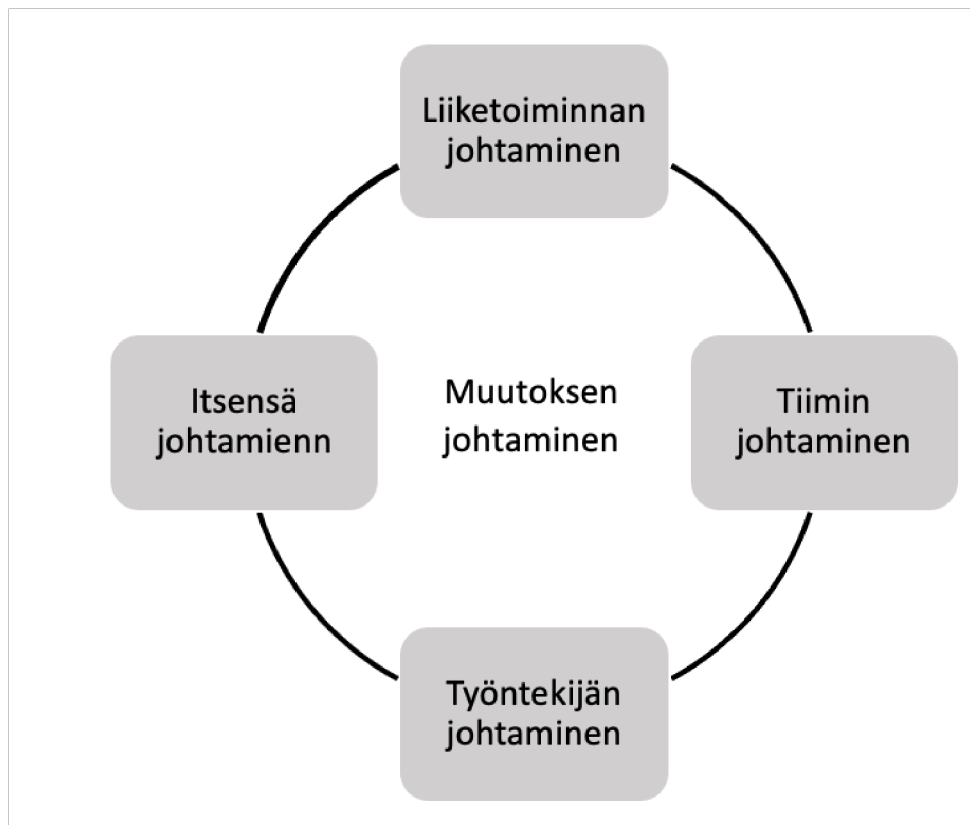 Liiketoiminnan
johtaminen
Itsensä
johtamienn
Muutoksen
johtaminen
Tiimin
johtaminen
Työntekijän
johtaminen